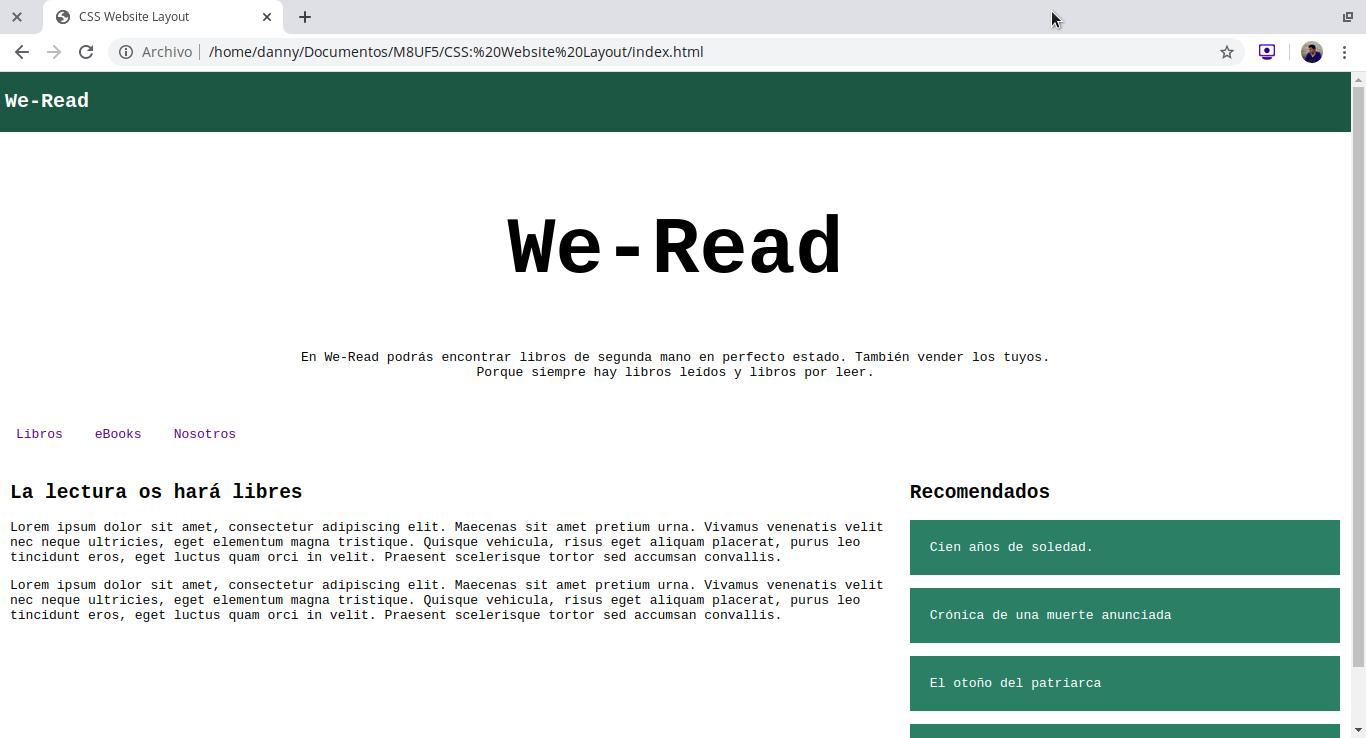 CSS Website Layout
Archivo /home/danny/Documentos/M8UF5/CSS:%20Website%20Layout/index.html
We-Read
We-Read
En We-Read podrás encontrar libros de segunda mano en perfecto estado. También vender los tuyos.
Porque siempre hay libros leídos y libros por leer.
Libros eBooks Nosotros
La lectura os hará libres
Lorem ipsum dolor sit amet, consectetur adipiscing elit. Maecenas sit amet pretium urna. Vivamus venenatis velit
nec neque ultricies, eget elementum magna tristique. Quisque vehicula, risus eget aliquam placerat, purus leo
tincidunt eros, eget luctus quam orci in velit. Praesent scelerisque tortor sed accumsan convallis.
Lorem ipsum dolor sit amet, consectetur adipiscing elit. Maecenas sit amet pretium urna. Vivamus venenatis velit
nec neque ultricies, eget elementum magna tristique. Quisque vehicula, risus eget aliquam placerat, purus leo
tincidunt eros, eget luctus quam orci in velit. Praesent scelerisque tortor sed accumsan convallis.
Recomendados
Cien años de soledad.
Crónica de una muerte anunciada
El otoño del patriarca